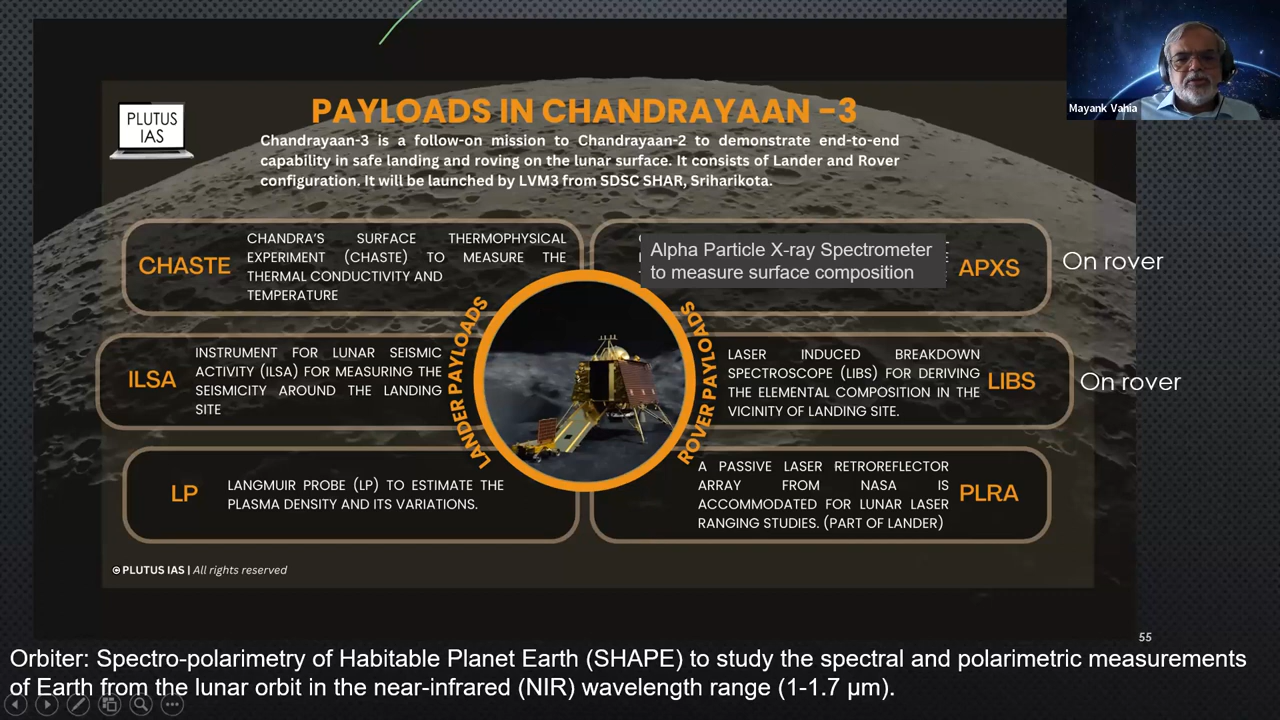 Mayank Vahia
PLUTUS
IAS
PAYLOADS IN CHANDRAYAAN –3
Chandrayaan-3 is a follow-on mission to Chandrayaan-2 to demonstrate end-to-end
capability in safe landing and roving on the lunar surface. It consists of Lander and Rover
configuration. It will be launched by LVM3 from SDSC SHAR, Sriharikota.
CHASTE
CHANDRA'S SURFACE THERMOPHYSICAL
EXPERIMENT (CHASTE) TO MEASURE THE
THERMAL CONDUCTIVITY AND
TEMPERATURE
Alpha Particle X-ray Spectrometer
to measure surface composition
APXS
On rover
ILSA
INSTRUMENT FOR LUNAR SEISMIC
ACTIVITY (ILSA) FOR MEASURING THE
SEISMICITY AROUND THE LANDING
SITE
LANDER PAYLOADS
ROVER PAYLOADS
LASER INDUCED BREAKDOWN
SPECTROSCOPE (LIBS) FOR DERIVING
THE ELEMENTAL COMPOSITION IN THE
VICINITY OF LANDING SITE.
LIBS
On rover
LP
LANGMUIR PROBE (LP) TO ESTIMATE THE
PLASMA DENSITY AND ITS VARIATIONS.
A PASSIVE LASER RETROREFLECTOR
ARRAY FROM NASA IS
ACCOMMODATED FOR LUNAR LASER
RANGING STUDIES. (PART OF LANDER)
PLRA
© PLUTUS IAS | All rights reserved
55
Orbiter: Spectro-polarimetry of Habitable Planet Earth (SHAPE) to study the spectral and polarimetric measurements
of Earth from the lunar orbit in the near-infrared (NIR) wavelength range (1-1.7 μm).